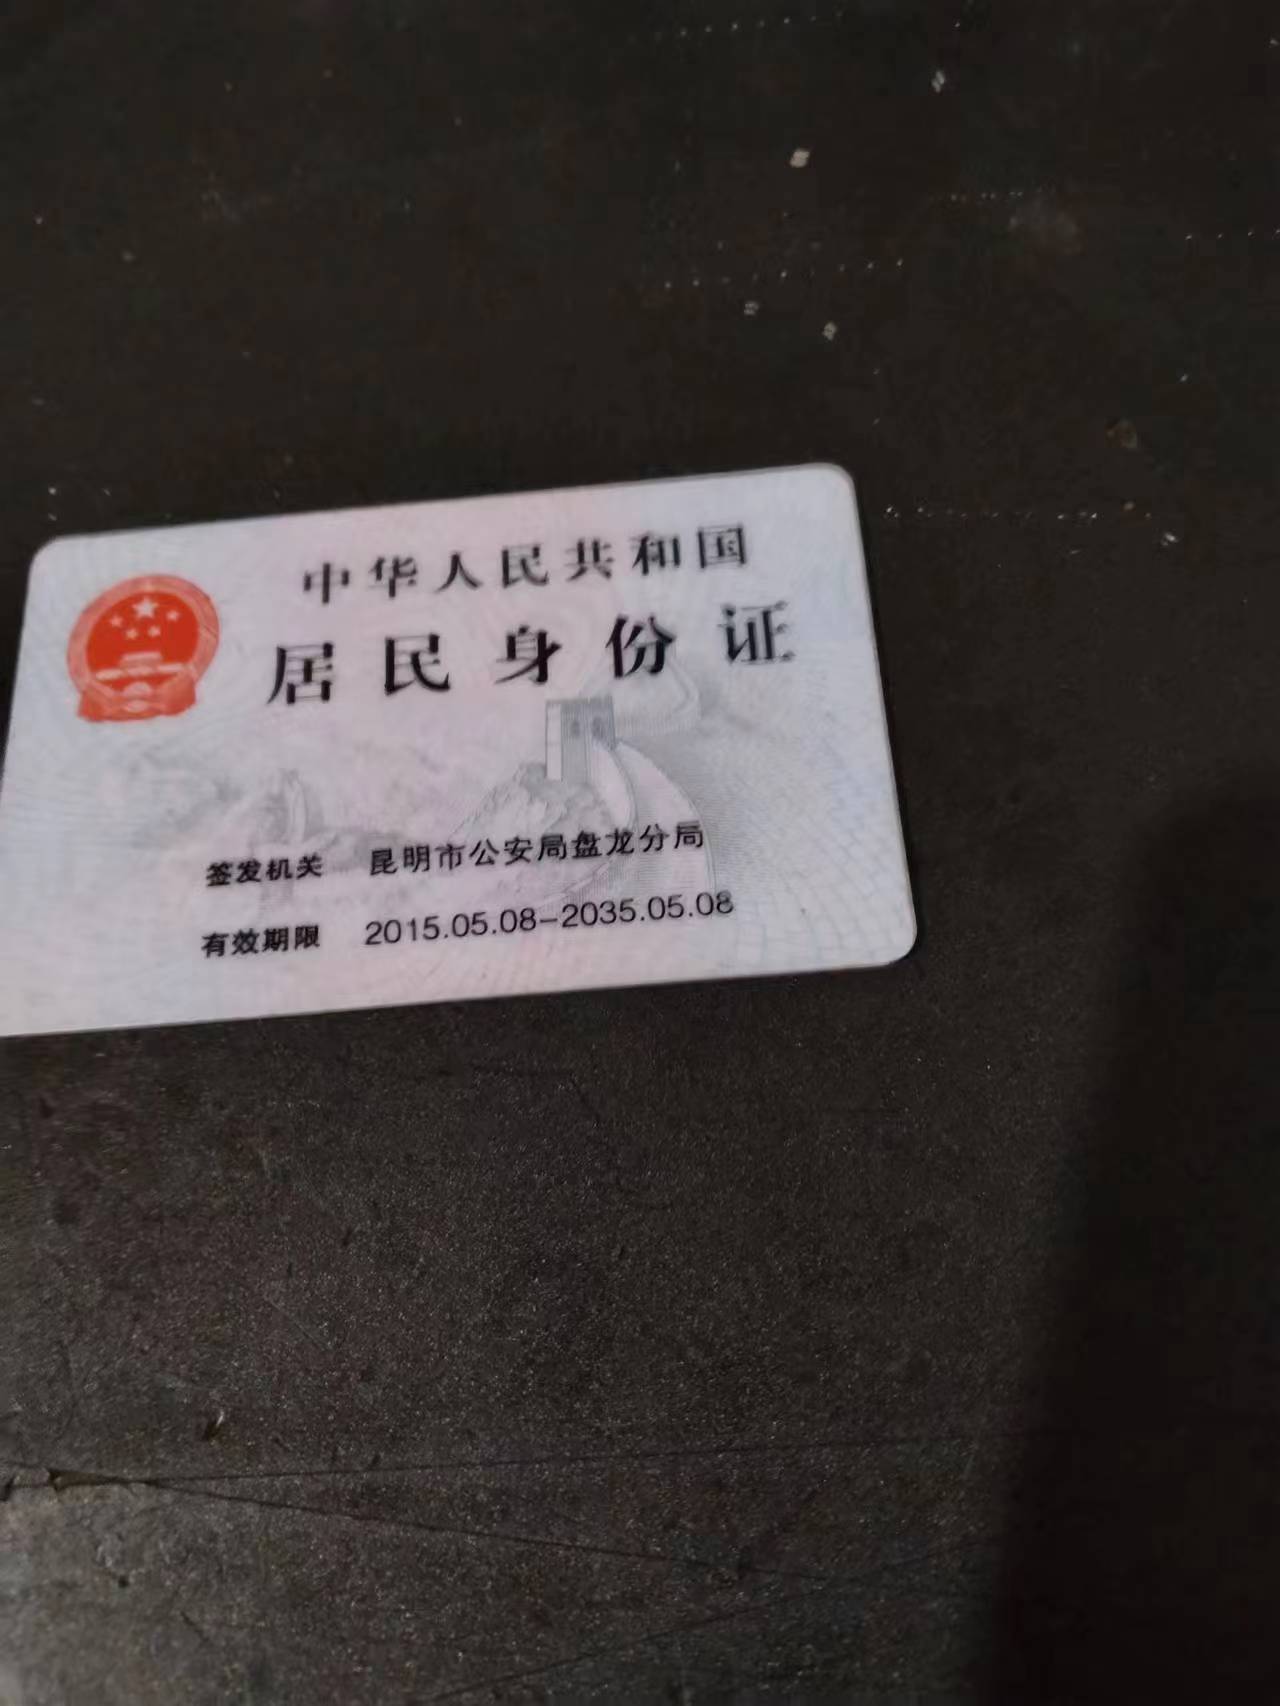 中华人民共和国
居民身份证
签发机关 昆明市公安局盘龙分局
有效期限 2015.05.08-2035.05.08